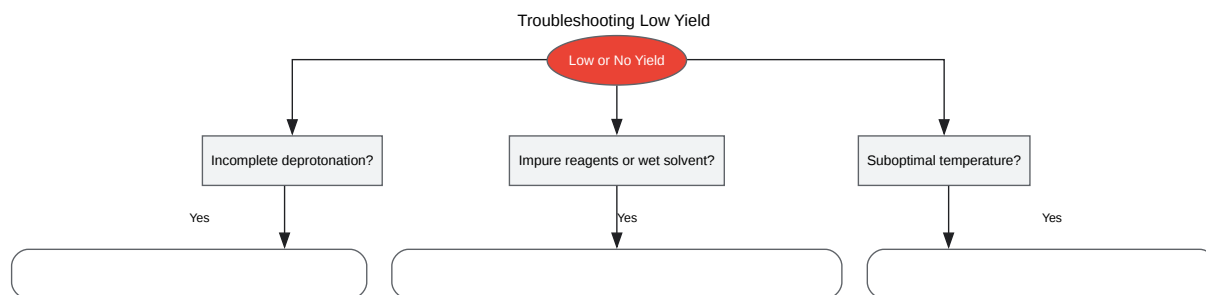 Troubleshooting Low Yield
Low or No Yield
Incomplete deprotonation?
Impure reagents or wet solvent?
Suboptimal temperature?
Yes
Yes
Yes